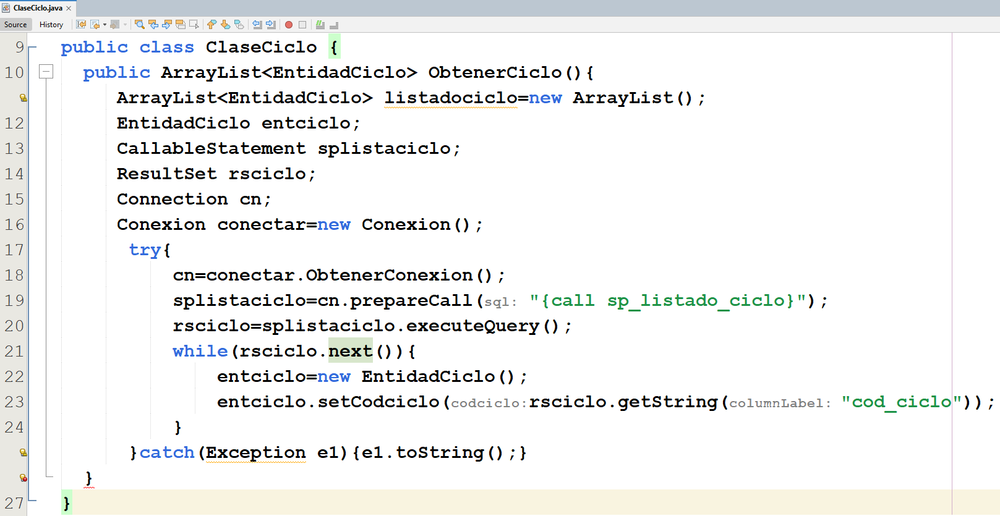 ClaseCiclo.java
Source History
9 public class ClaseCiclo {
10 public ArrayList<EntidadCiclo> ObtenerCiclo(){
ArrayList<EntidadCiclo> listadociclo=new ArrayList();
12 EntidadCiclo entciclo;
13 CallableStatement splistaciclo;
14 ResultSet rsciclo;
15 Connection cn;
16 Conexion conectar=new Conexion();
17 try{
18 cn=conectar.ObtenerConexion();
19 splistaciclo=cn.prepareCall(sql: "{call sp_listado_ciclo}");
20 rsciclo=splistaciclo.executeQuery();
21 while(rsciclo.next()){
22 entciclo=new EntidadCiclo();
23 entciclo.setCodciclo(codciclo:rsciclo.getString(columnLabel: "cod_ciclo"));
24 }
}catch(Exception e1){e1.toString();}
}
27 }